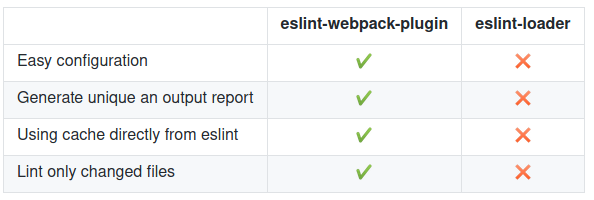 eslint-webpack-plugin eslint-loader
Easy configuration ✔ ❌
Generate unique an output report ✔ ❌
Using cache directly from eslint ✔ ❌
Lint only changed files ✔ ❌